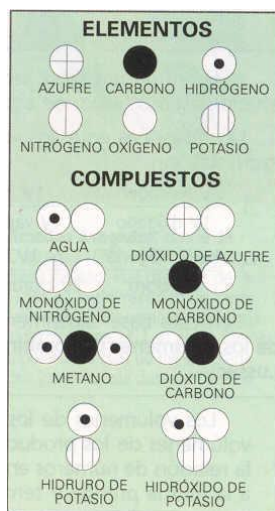 ELEMENTOS
AZUFRE CARBONO HIDRÓGENO
NITRÓGENO OXÍGENO POTASIO
COMPUESTOS
AGUA
DIÓXIDO DE AZUFRE
MONÓXIDO DE NITRÓGENO
MONÓXIDO DE CARBONO
METANO
DIÓXIDO DE CARBONO
HIDRURO DE POTASIO
HIDRÓXIDO DE POTASIO